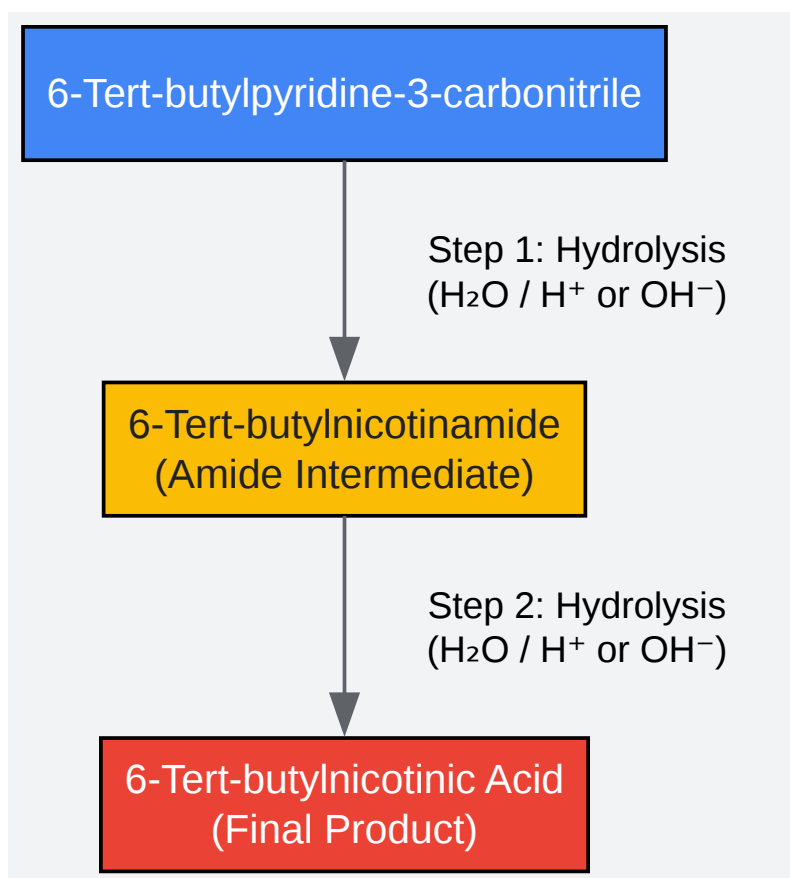 6-Tert-butylpyridine-3-carbonitrile
Step 1: Hydrolysis
(H₂O / H⁺ or OH⁻)
6-Tert-butylnicotinamide
(Amide Intermediate)
Step 2: Hydrolysis
(H₂O / H⁺ or OH⁻)
6-Tert-butylnicotinic Acid
(Final Product)